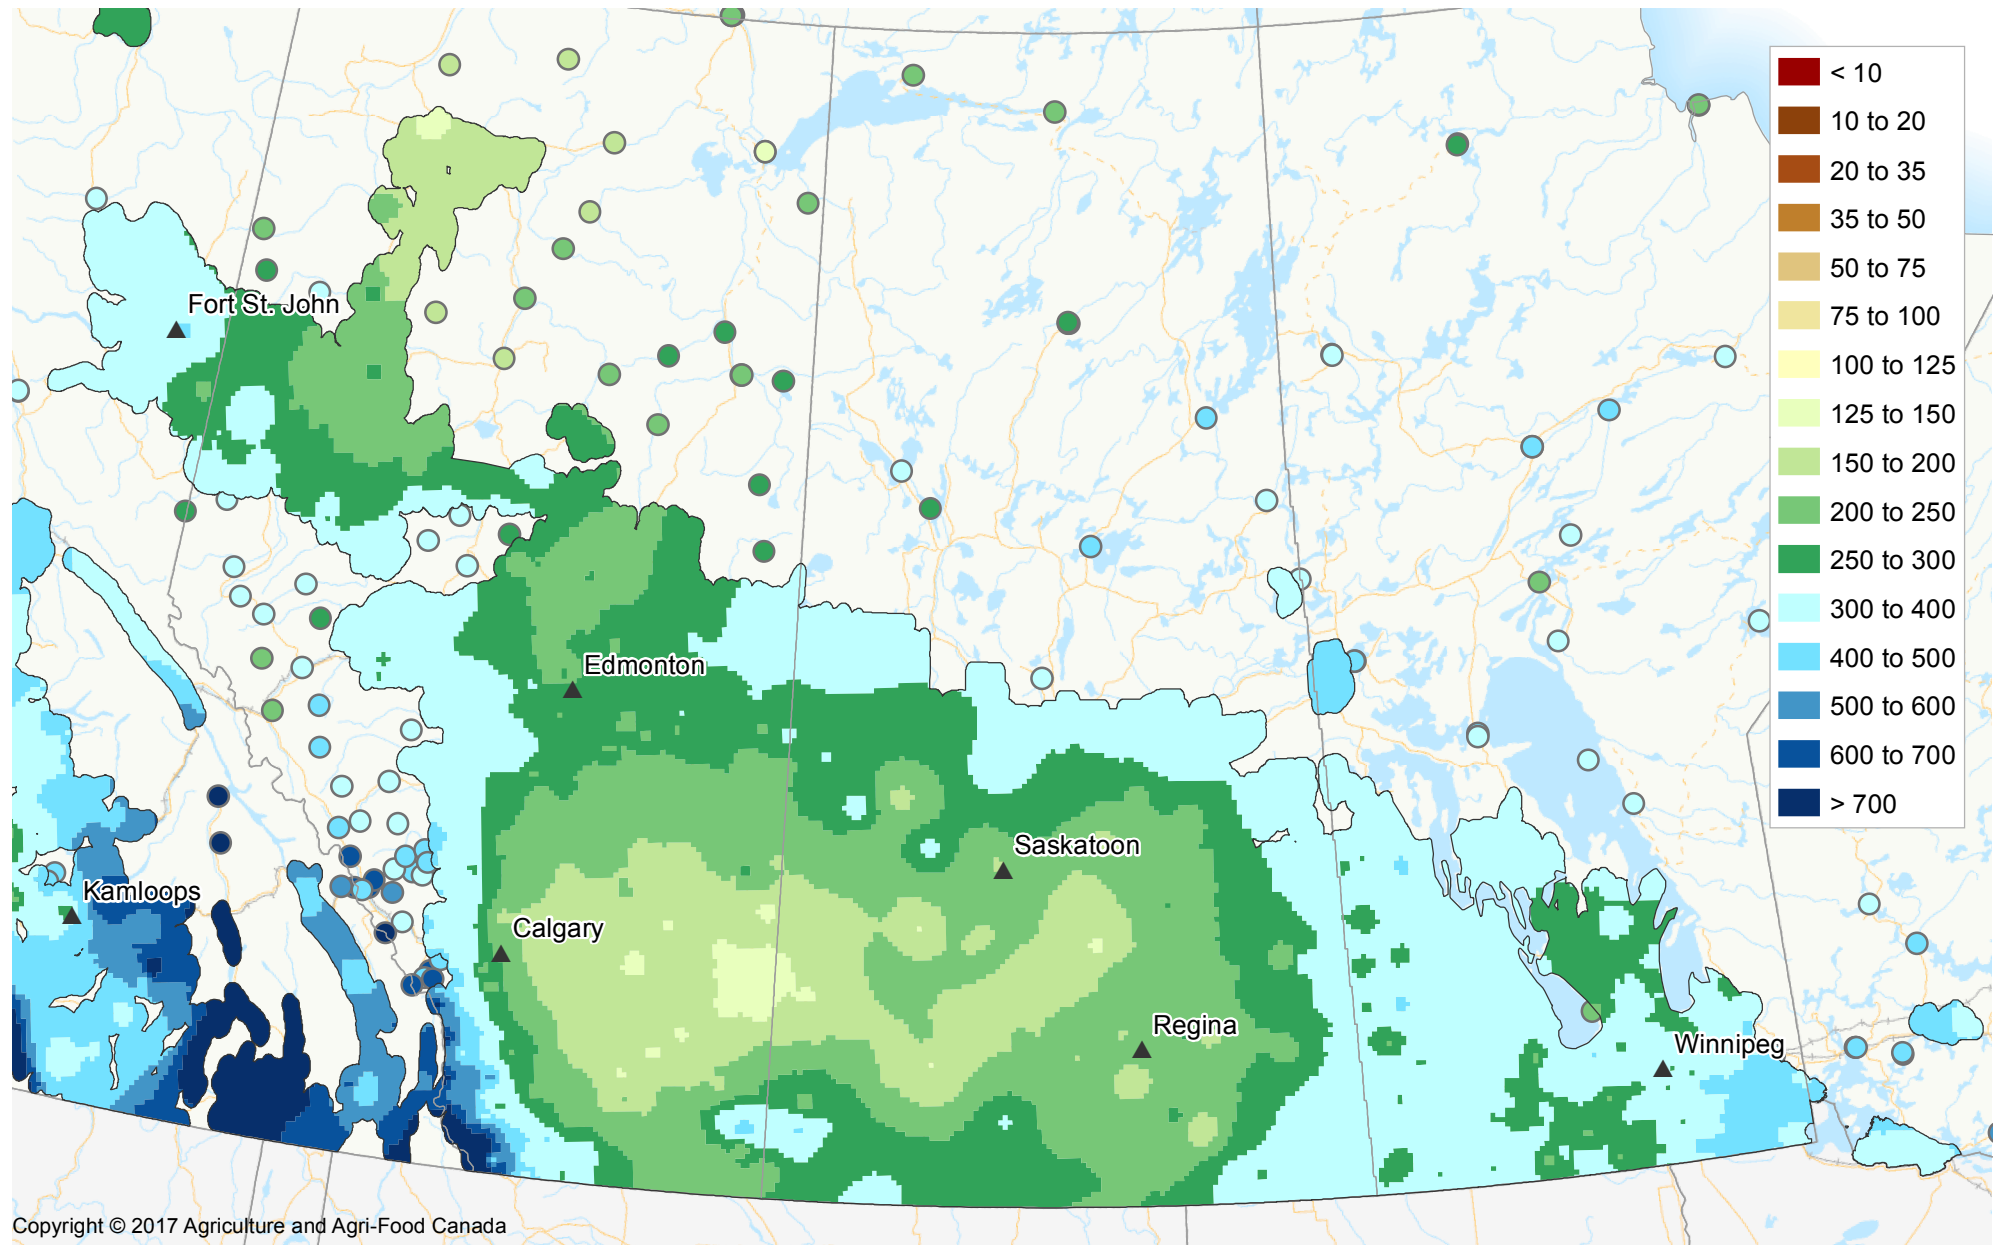 < 10
10 to 20
20 to 35
35 to 50
50 to 75
75 to 100
100 to 125
125 to 150
150 to 200
200 to 250
250 to 300
300 to 400
400 to 500
500 to 600
600 to 700
> 700
Fort St. John
Edmonton
Saskatoon
Kamloops
Calgary
Regina
Winnipeg
Copyright © 2017 Agriculture and Agri-Food Canada